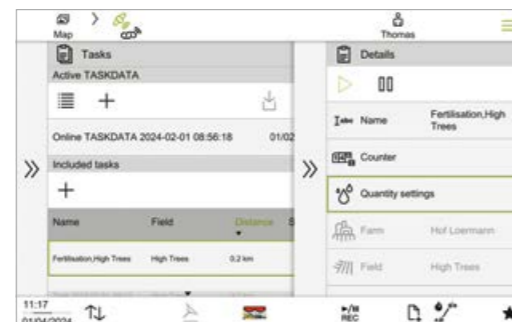 Map
Thomas
Tasks
Active TASKDATA
Online TASKDATA 2024-02-01 08:56:18 01/02
Included tasks
Name Field Distance S
Fertilisation,High Trees High Trees 0.2 km
Details
Name Fertilisation,High
Trees
Counter
Quantity settings
Farm Hof Loermann
Field High Trees
11:17
01/04/2024
REC